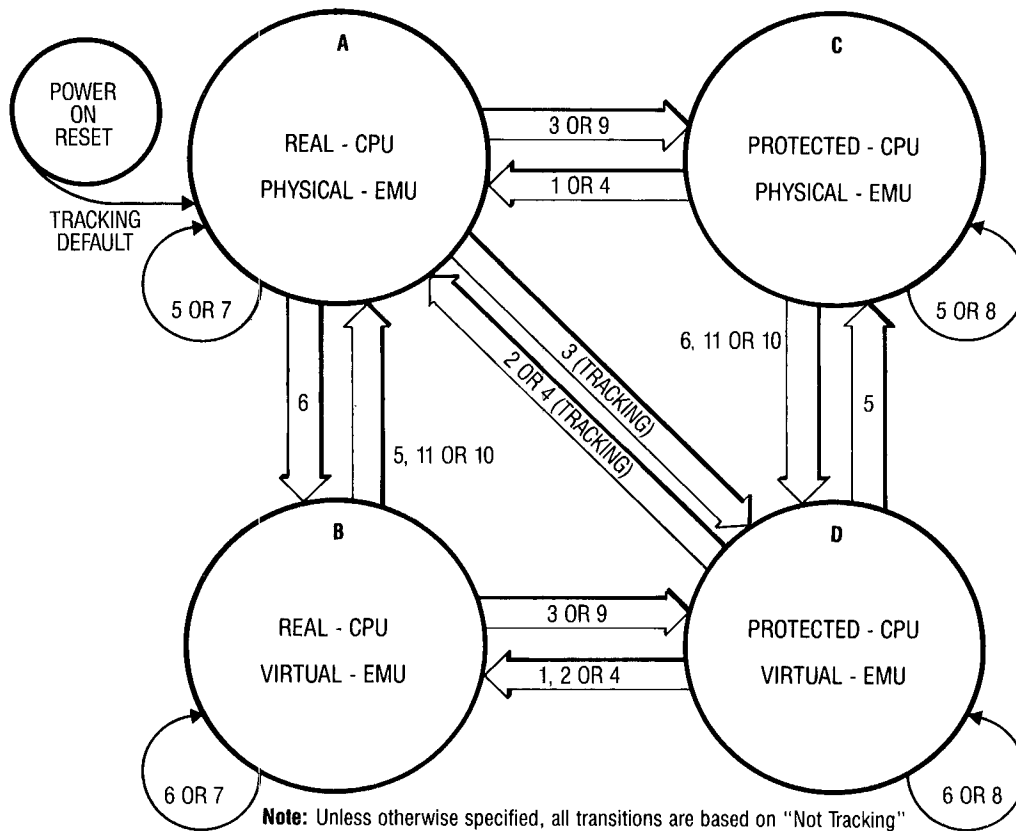 A
C
POWER
ON
RESET
TRACKING
DEFAULT
REAL - CPU
PHYSICAL - EMU
3 OR 9
1 OR 4
PROTECTED - CPU
PHYSICAL - EMU
5 OR 7
5 OR 8
6
5, 11 OR 10
3 (TRACKING)
2 OR 4 (TRACKING)
6, 11 OR 10
5
B
D
REAL - CPU
VIRTUAL - EMU
3 OR 9
1, 2 OR 4
PROTECTED - CPU
VIRTUAL - EMU
6 OR 7
6 OR 8
Note: Unless otherwise specified, all transitions are based on "Not Tracking"